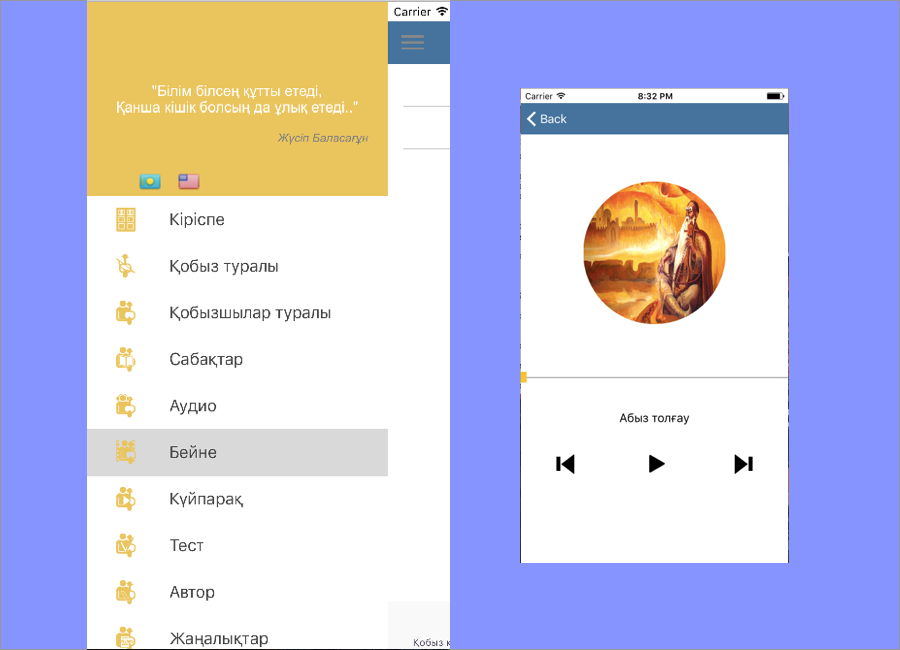 "Білім білсең құтты етеді,
Қанша кішік болсың да ұлық етеді.."
Жүсіп Баласағұн
Кіріспе
Қобыз туралы
Қобызшылар туралы
Сабақтар
Аудио
Бейне
Күйпарақ
Тест
Автор
Жаңалықтар
Carrier
Қобыз
Carrier
8:32 PM
Back
Абыз толғау